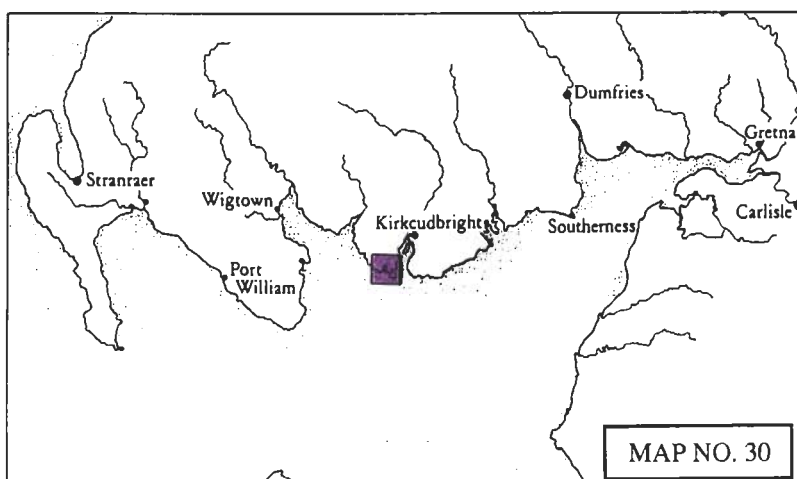 Dumfries
Gretna
Stranraer
Wigtown
Kirkcudbright
Southerness
Carlisle
Port
William
MAP NO. 30